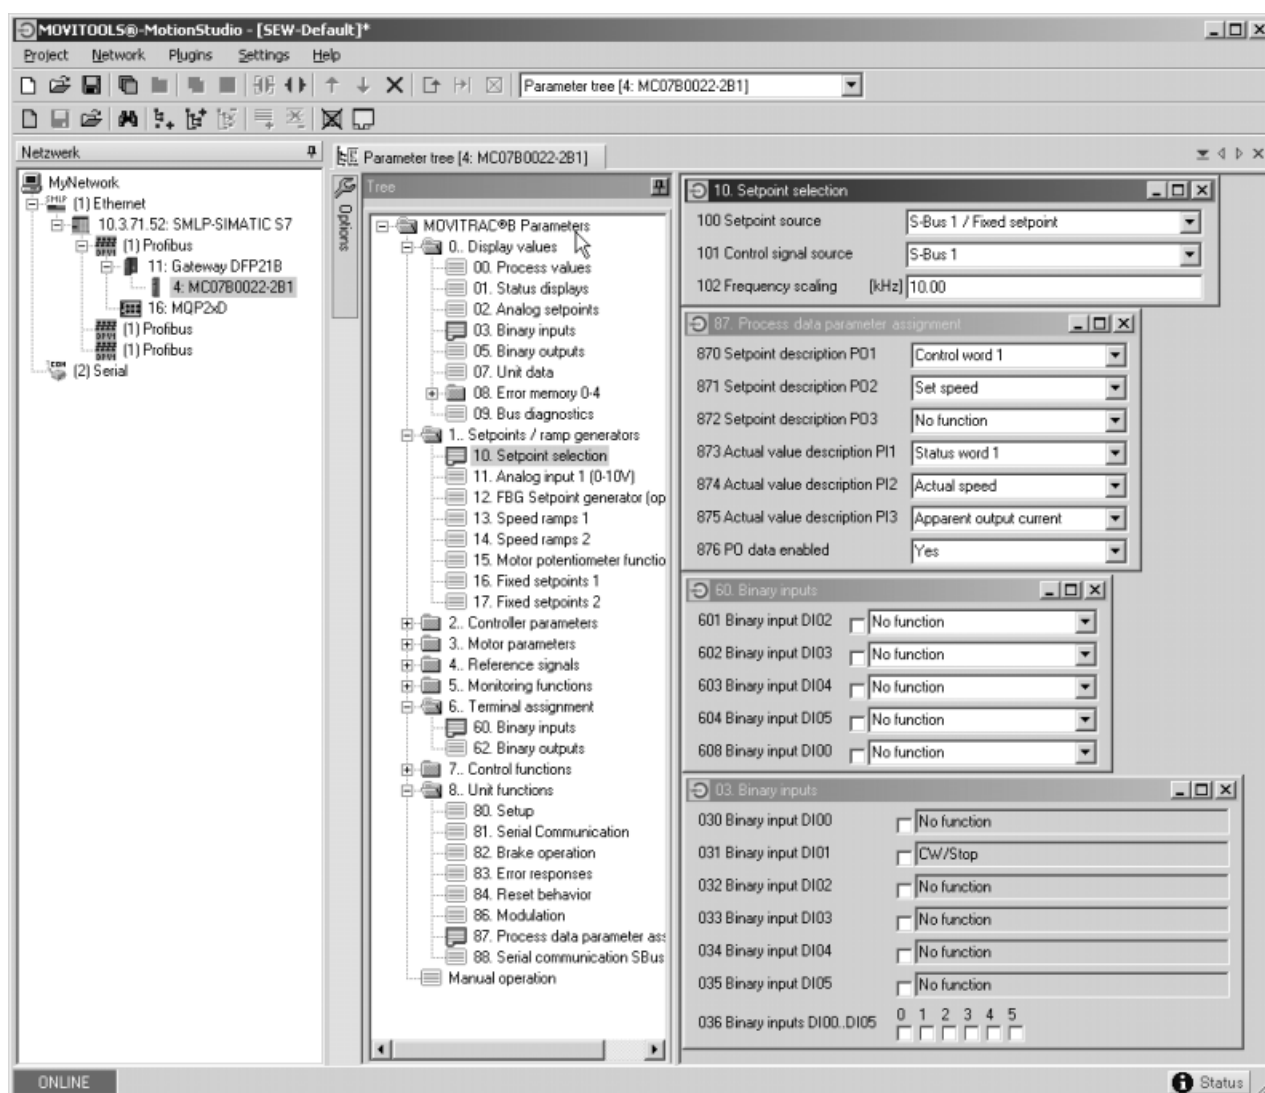 MOVITOOLS®-MotionStudio - [SEW-Default]*
Project Network Plugins Settings Help
Parameter tree [4: MC07B0022-2B1]
Netzwerk
MyNetwork
(1) Ethernet
10.3.71.52: SMLP-SIMATIC S7
(1) Profibus
11: Gateway DFP21B
4: MC07B0022-2B1
16: MQP2xD
(1) Profibus
(1) Profibus
(2) Serial
Parameter tree [4: MC07B0022-2B1]
Options
Tree
MOVITRAC®B Parameters
0.. Display values
00. Process values
01. Status displays
02. Analog setpoints
03. Binary inputs
05. Binary outputs
07. Unit data
08. Error memory 0-4
09. Bus diagnostics
1.. Setpoints / ramp generators
10. Setpoint selection
11. Analog input 1 (0-10V)
12. FBG Setpoint generator (op
13. Speed ramps 1
14. Speed ramps 2
15. Motor potentiometer functio
16. Fixed setpoints 1
17. Fixed setpoints 2
2.. Controller parameters
3.. Motor parameters
4.. Reference signals
5.. Monitoring functions
6.. Terminal assignment
60. Binary inputs
62. Binary outputs
7.. Control functions
8.. Unit functions
80. Setup
81. Serial Communication
82. Brake operation
83. Error responses
84. Reset behavior
86. Modulation
87. Process data parameter ass
88. Serial communication SBus
Manual operation
10. Setpoint selection
100 Setpoint source S-Bus 1 / Fixed setpoint
101 Control signal source S-Bus 1
102 Frequency scaling [kHz] 10.00
87. Process data parameter assignment
870 Setpoint description PO1 Control word 1
871 Setpoint description PO2 Set speed
872 Setpoint description PO3 No function
873 Actual value description PI1 Status word 1
874 Actual value description PI2 Actual speed
875 Actual value description PI3 Apparent output current
876 PO data enabled Yes
60. Binary inputs
601 Binary input DI02 No function
602 Binary input DI03 No function
603 Binary input DI04 No function
604 Binary input DI05 No function
608 Binary input DI00 No function
03. Binary inputs
030 Binary input DI00 No function
031 Binary input DI01 CW/Stop
032 Binary input DI02 No function
033 Binary input DI03 No function
034 Binary input DI04 No function
035 Binary input DI05 No function
036 Binary inputs DI00..DI05 0 1 2 3 4 5
ONLINE
Status